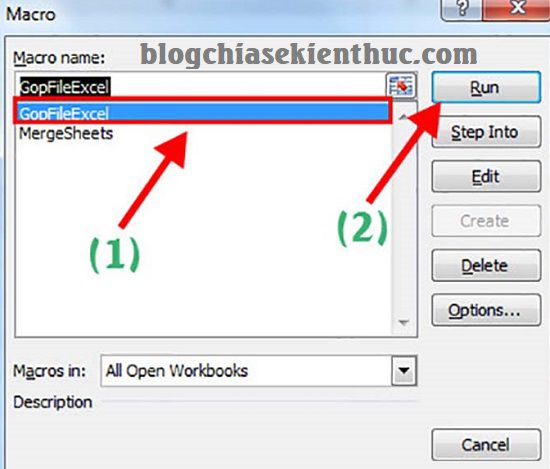 Macro
?
blogchiasekienthuc.com
Macro name:
GopFileExcel
GopFileExcel
MergeSheets
(1)
(2)
Run
Step Into
Edit
Create
Delete
Options...
Macros in:
All Open Workbooks
Description
Cancel